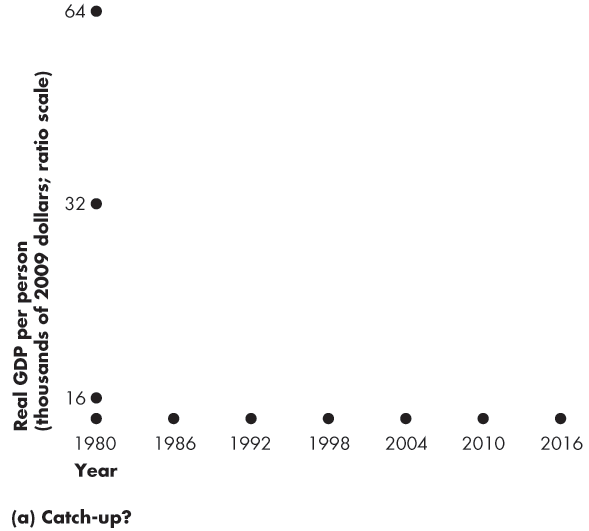 64
32
16
Real GDP per person
(thousands of 2009 dollars; ratio scale)
1980 1986 1992 1998 2004 2010 2016
Year
(a) Catch-up?